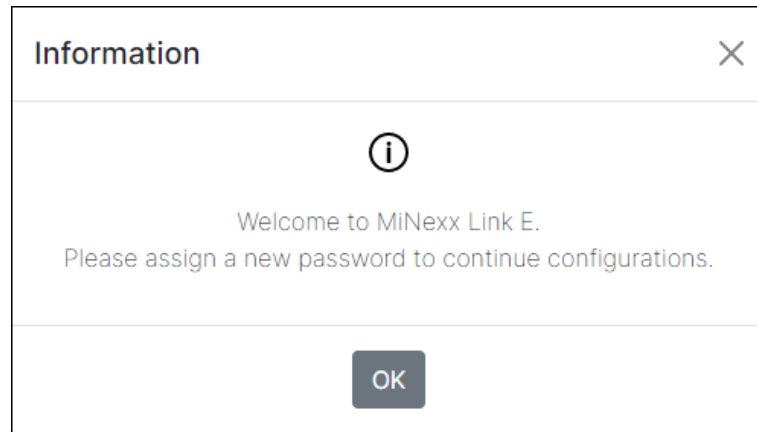 Information
Welcome to MiNexx Link E.
Please assign a new password to continue configurations.
OK